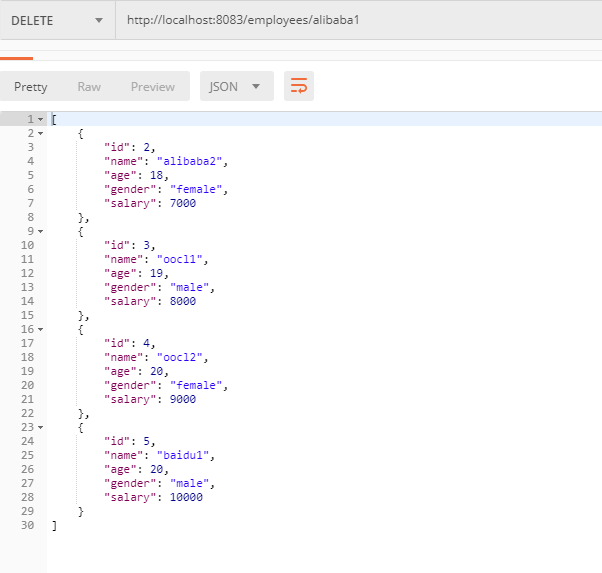 DELETE http://localhost:8083/employees/alibaba1
Pretty Raw Preview JSON
1 [
2 {
3 "id": 2,
4 "name": "alibaba2",
5 "age": 18,
6 "gender": "female",
7 "salary": 7000
8 },
9 {
10 "id": 3,
11 "name": "oocl1",
12 "age": 19,
13 "gender": "male",
14 "salary": 8000
15 },
16 {
17 "id": 4,
18 "name": "oocl2",
19 "age": 20,
20 "gender": "female",
21 "salary": 9000
22 },
23 {
24 "id": 5,
25 "name": "baidu1",
26 "age": 20,
27 "gender": "male",
28 "salary": 10000
29 }
30 ]